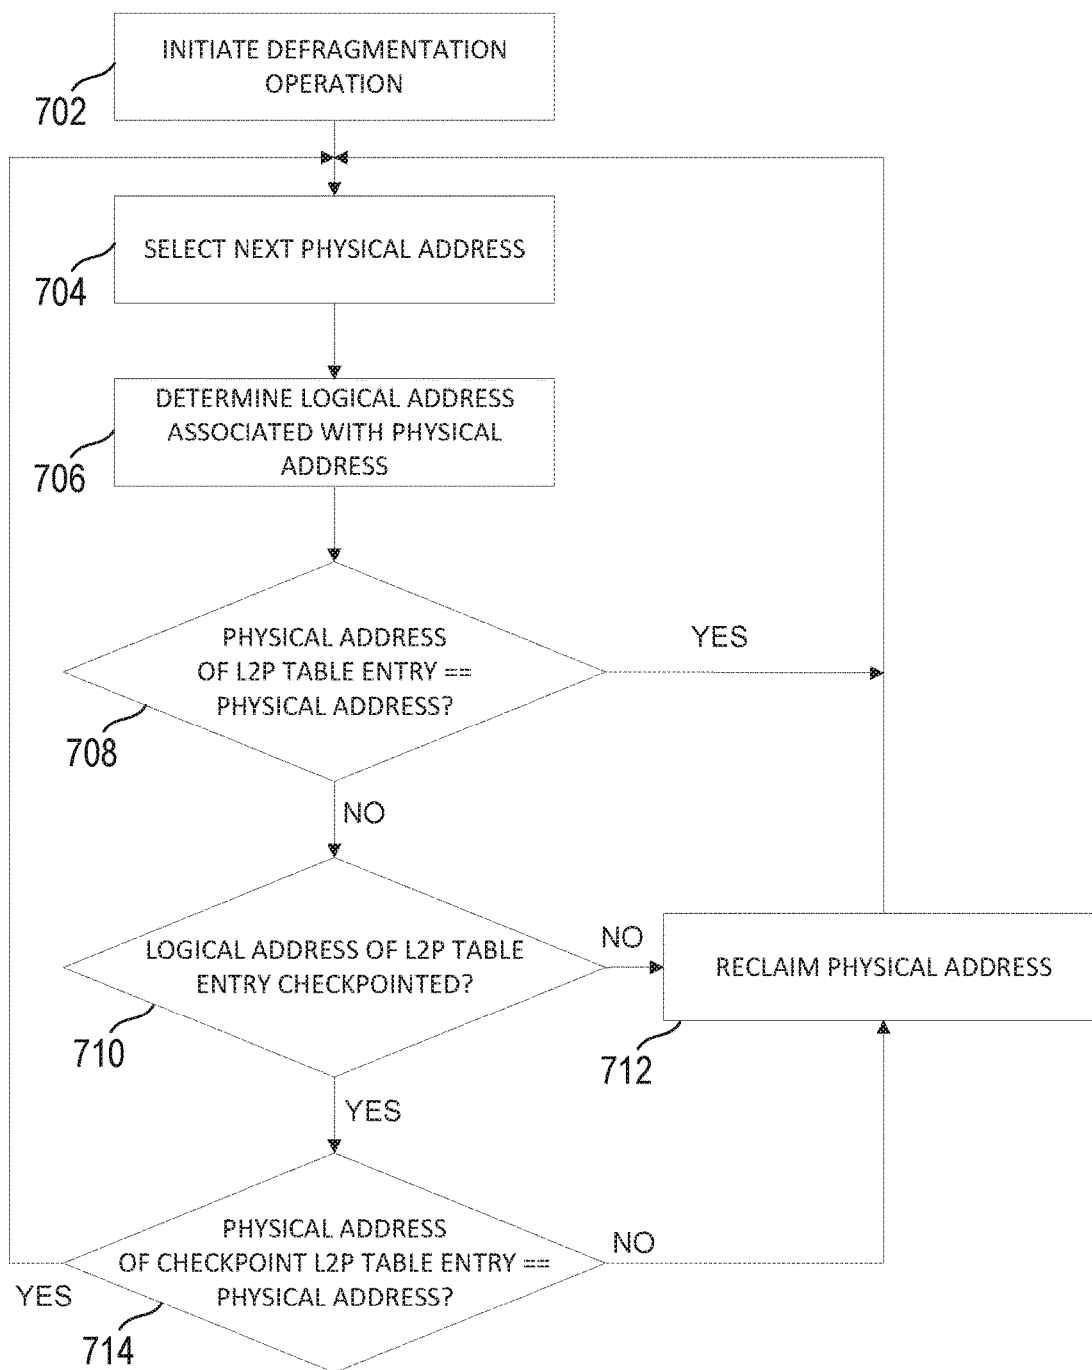 INITIATE DEFRAGMENTATION
OPERATION
702
SELECT NEXT PHYSICAL ADDRESS
704
DETERMINE LOGICAL ADDRESS
ASSOCIATED WITH PHYSICAL
ADDRESS
706
PHYSICAL ADDRESS
OF L2P TABLE ENTRY ==
PHYSICAL ADDRESS?
YES
708
NO
LOGICAL ADDRESS OF L2P TABLE
ENTRY CHECKPOINTED?
NO
RECLAIM PHYSICAL ADDRESS
710
712
YES
PHYSICAL ADDRESS
OF CHECKPOINT L2P TABLE ENTRY ==
PHYSICAL ADDRESS?
NO
YES
714